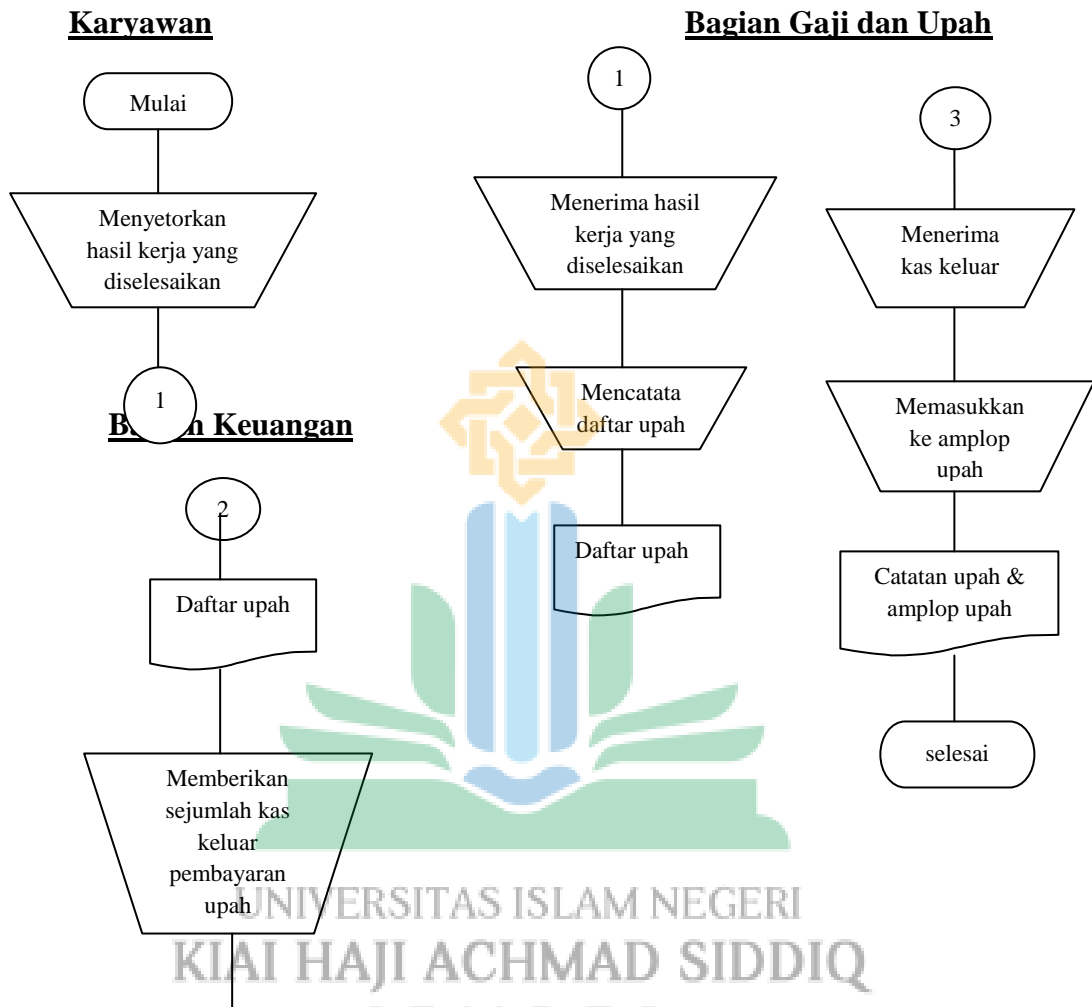 Karyawan
Mulai
Menyetorkan
hasil kerja yang
diselesaikan
1
Keuangan
2
Daftar upah
Memberikan
sejumlah kas
keluar
pembayaran
upah
Bagian Gaji dan Upah
1
Menerima hasil
kerja yang
diselesaikan
Mencatata
daftar upah
Daftar upah
3
Menerima
kas keluar
Memasukkan
ke amplop
upah
Catatan upah &
amplop upah
selesai
UNIVERSITAS ISLAM NEGERI
KIAI HAJI ACHMAD SIDDIQ